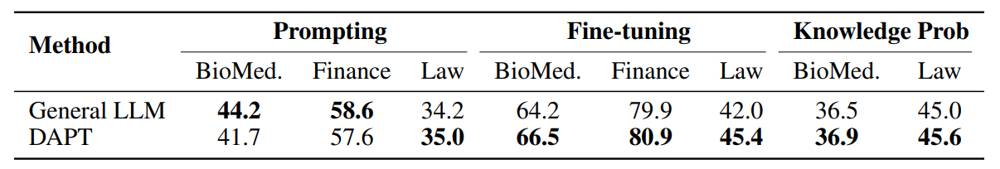 Method Prompting Fine-tuning Knowledge Prob
BioMed. Finance Law BioMed. Finance Law BioMed. Law
General LLM 44.2 58.6 34.2 64.2 79.9 42.0 36.5 45.0
DAPT 41.7 57.6 35.0 66.5 80.9 45.4 36.9 45.6